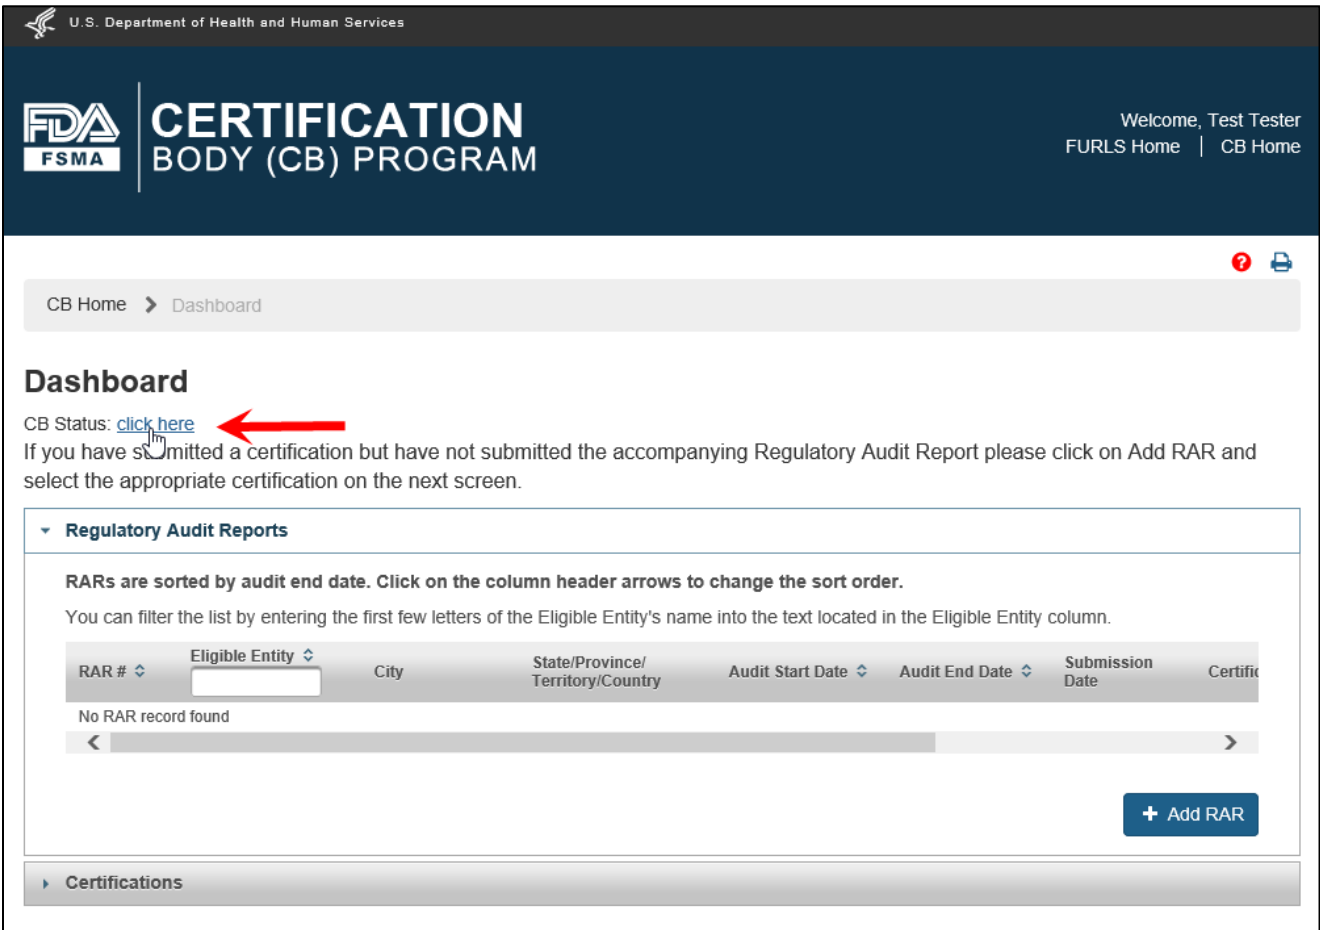 U.S. Department of Health and Human Services
FDA
FSMA
CERTIFICATION
BODY (CB) PROGRAM
Welcome, Test Tester
FURLS Home | CB Home
?
CB Home > Dashboard
Dashboard
CB Status: click here
If you have submitted a certification but have not submitted the accompanying Regulatory Audit Report please click on Add RAR and
select the appropriate certification on the next screen.
Regulatory Audit Reports
RARs are sorted by audit end date. Click on the column header arrows to change the sort order.
You can filter the list by entering the first few letters of the Eligible Entity's name into the text located in the Eligible Entity column.
RAR # Eligible Entity City State/Province/ Audit Start Date Audit End Date Submission Certific
Territory/Country Date
No RAR record found
+ Add RAR
Certifications